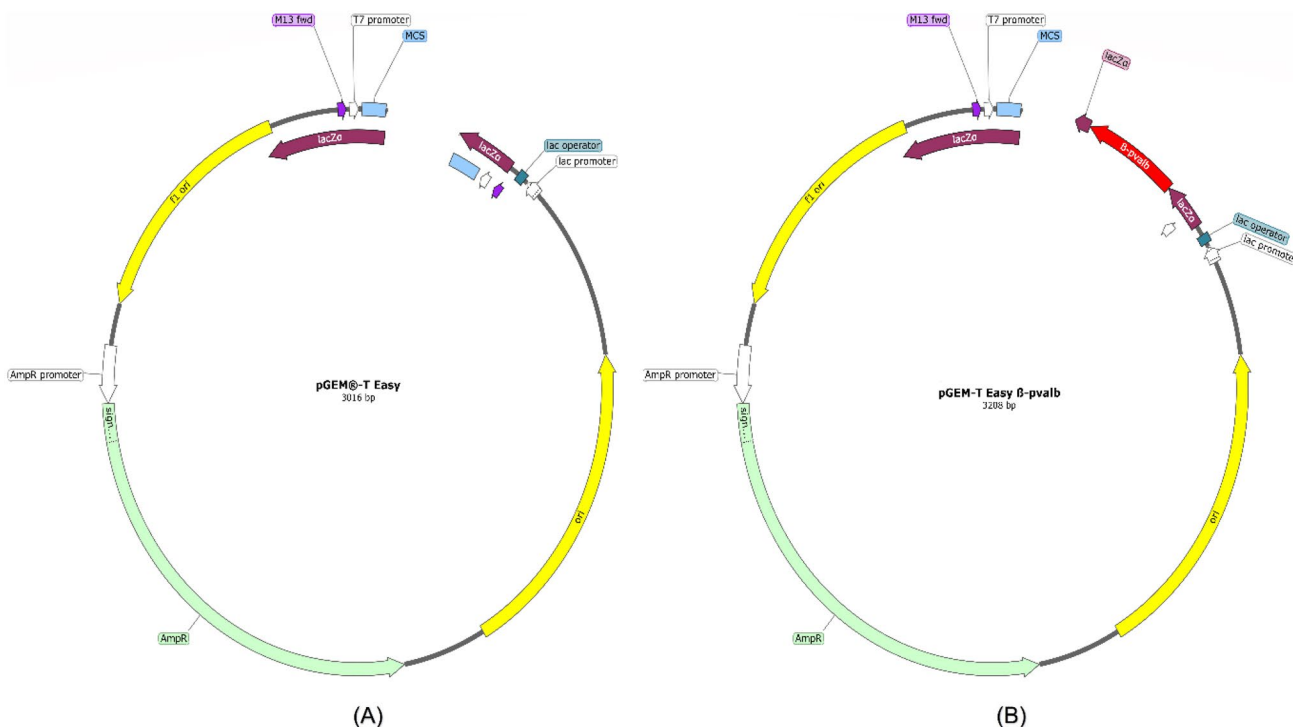 M13 fwd
T7 promoter
MCS
lacZα
lacZα
lac operator
lac promoter
f1 ori
AmpR promoter
sign...
pGEM®-T Easy
3016 bp
ori
AmpR
(A)
M13 fwd
T7 promoter
MCS
lacZα
lacZα
ß-pvalb
lacZα
lac operator
lac promoter
f1 ori
AmpR promoter
sign...
pGEM-T Easy ß-pvalb
3208 bp
ori
AmpR
(B)